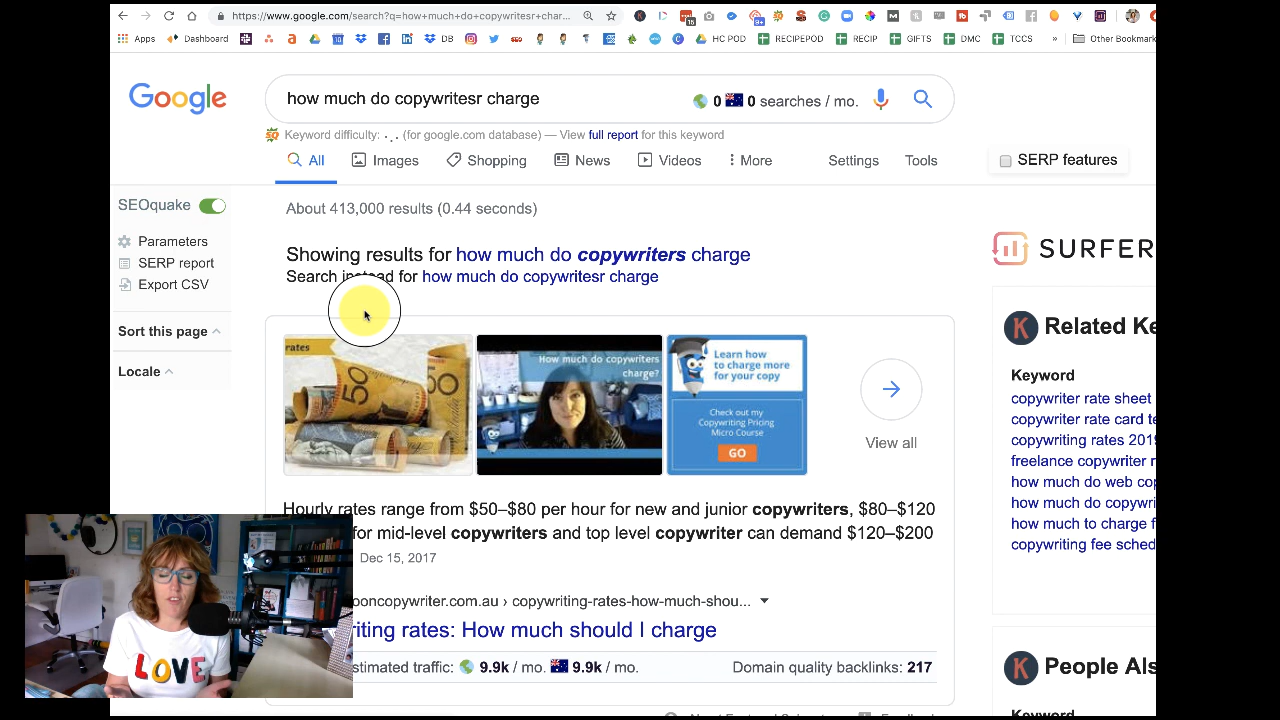 https://www.google.com/search?q=how+much+do+copywritesr+char...
Apps
Dashboard
DB
HC POD
RECIPEPOD
RECIP
GIFTS
DMC
TCCS
»
Other Bookmark
Google
how much do copywritesr charge
0 0 searches / mo.
Keyword difficulty: (for google.com database) — View full report for this keyword
All
Images
Shopping
News
Videos
More
Settings
Tools
SERP features
SEOquake
Parameters
SERP report
Export CSV
Sort this page
Locale
About 413,000 results (0.44 seconds)
Showing results for how much do copywriters charge
Search instead for how much do copywritesr charge
rates
50
50
How much do copywriters
charge?
Learn how
to charge more
for your copy
Check out my
Copywriting Pricing
Micro Course
GO
View all
Hourly rates range from $50–$80 per hour for new and junior copywriters, $80–$120
for mid-level copywriters and top level copywriter can demand $120–$200
Dec 15, 2017
ooncopywriter.com.au › copywriting-rates-how-much-shou...
iting rates: How much should I charge
stimated traffic: 9.9k / mo. 9.9k / mo.
Domain quality backlinks: 217
SURFER
K
Related Ke
Keyword
copywriter rate sheet
copywriter rate card te
copywriting rates 2019
freelance copywriter r
how much do web cop
how much do copywri
how much to charge f
copywriting fee sched
K
People Als
LOVE